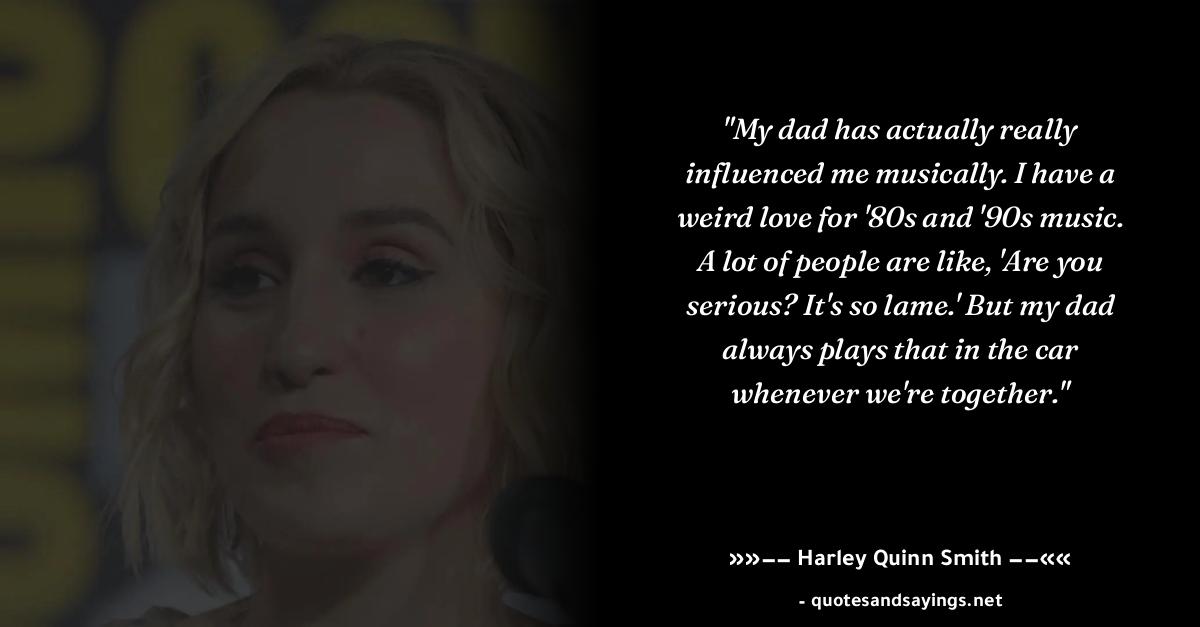 "My dad has actually really
influenced me musically. I have a
weird love for '80s and '90s music.
A lot of people are like, 'Are you
serious? It's so lame.' But my dad
always plays that in the car
whenever we're together."
»»−− Harley Quinn Smith −−««
- quotesandsayings.net